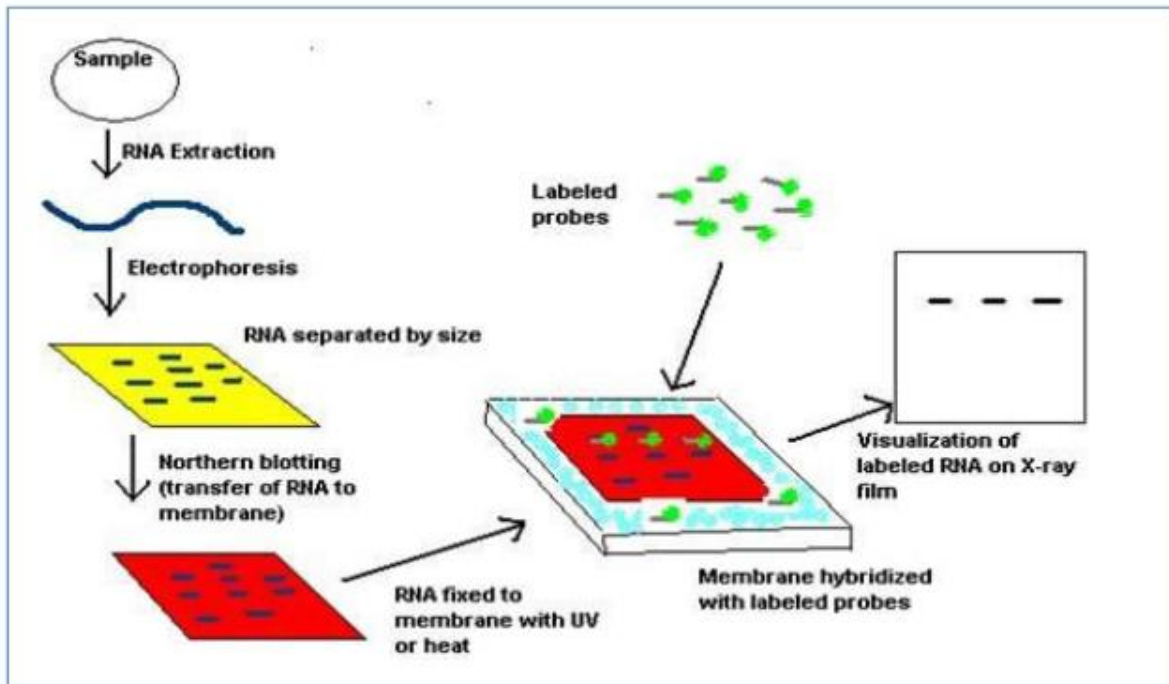 Sample
RNA Extraction
Electrophoresis
RNA separated by size
Northern blotting
(transfer of RNA to
membrane)
RNA fixed to
membrane with UV
or heat
Labeled
probes
Membrane hybridized
with labeled probes
Visualization of
labeled RNA on X-ray
film